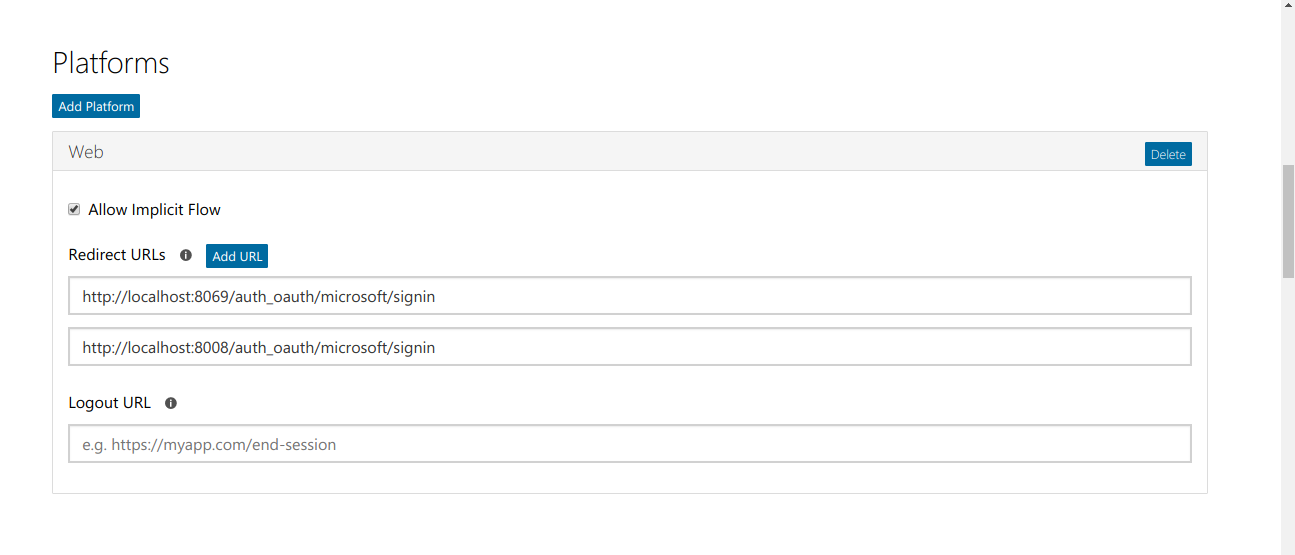 Platforms
Add Platform
Web
Delete
Allow Implicit Flow
Redirect URLs
Add URL
http://localhost:8069/auth_oauth/microsoft/signin
http://localhost:8008/auth_oauth/microsoft/signin
Logout URL
e.g. https://myapp.com/end-session